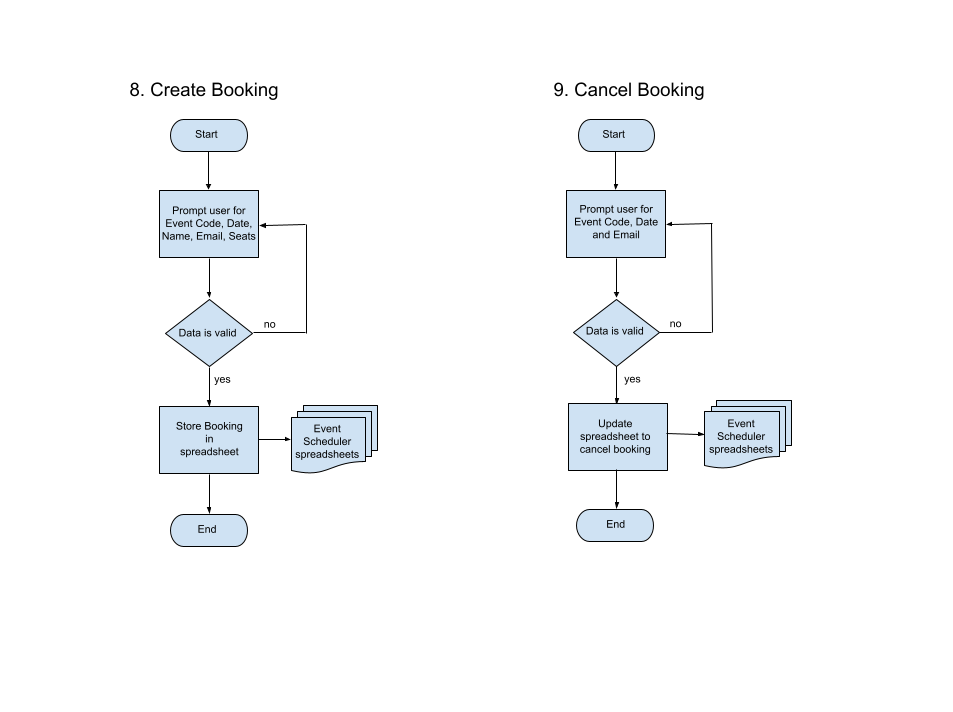 8. Create Booking
Start
Prompt user for
Event Code, Date,
Name, Email, Seats
Data is valid
no
yes
Store Booking
in
spreadsheet
Event
Scheduler
spreadsheets
End
9. Cancel Booking
Start
Prompt user for
Event Code, Date
and Email
Data is valid
no
yes
Update
spreadsheet to
cancel booking
Event
Scheduler
spreadsheets
End